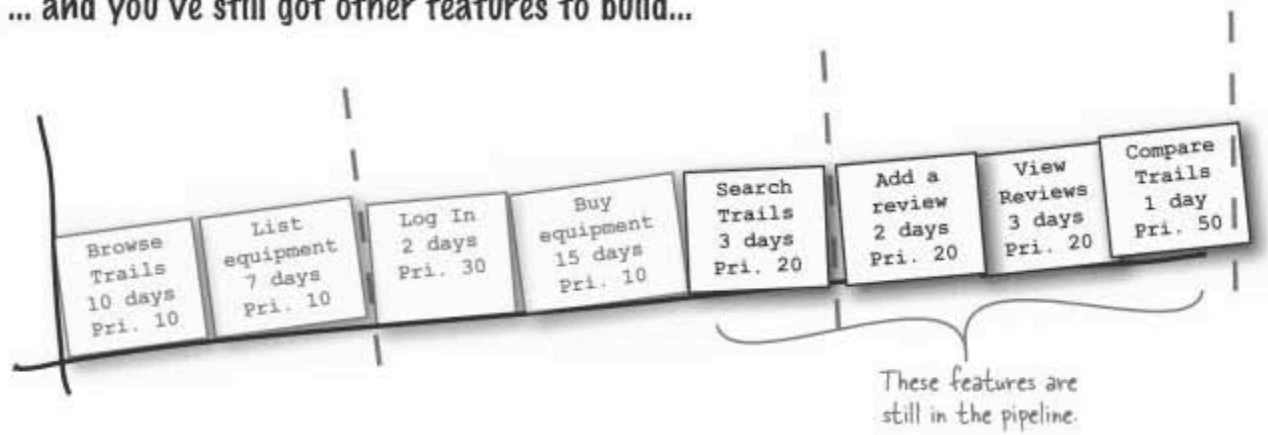 ... and you've still got other features to build...
Browse
Trails
10 days
Pri. 10
List
equipment
7 days
Pri. 10
Log In
2 days
Pri. 30
Buy
equipment
15 days
Pri. 10
Search
Trails
3 days
Pri. 20
Add a
review
2 days
Pri. 20
View
Reviews
3 days
Pri. 20
Compare
Trails
1 day
Pri. 50
These features are
still in the pipeline.